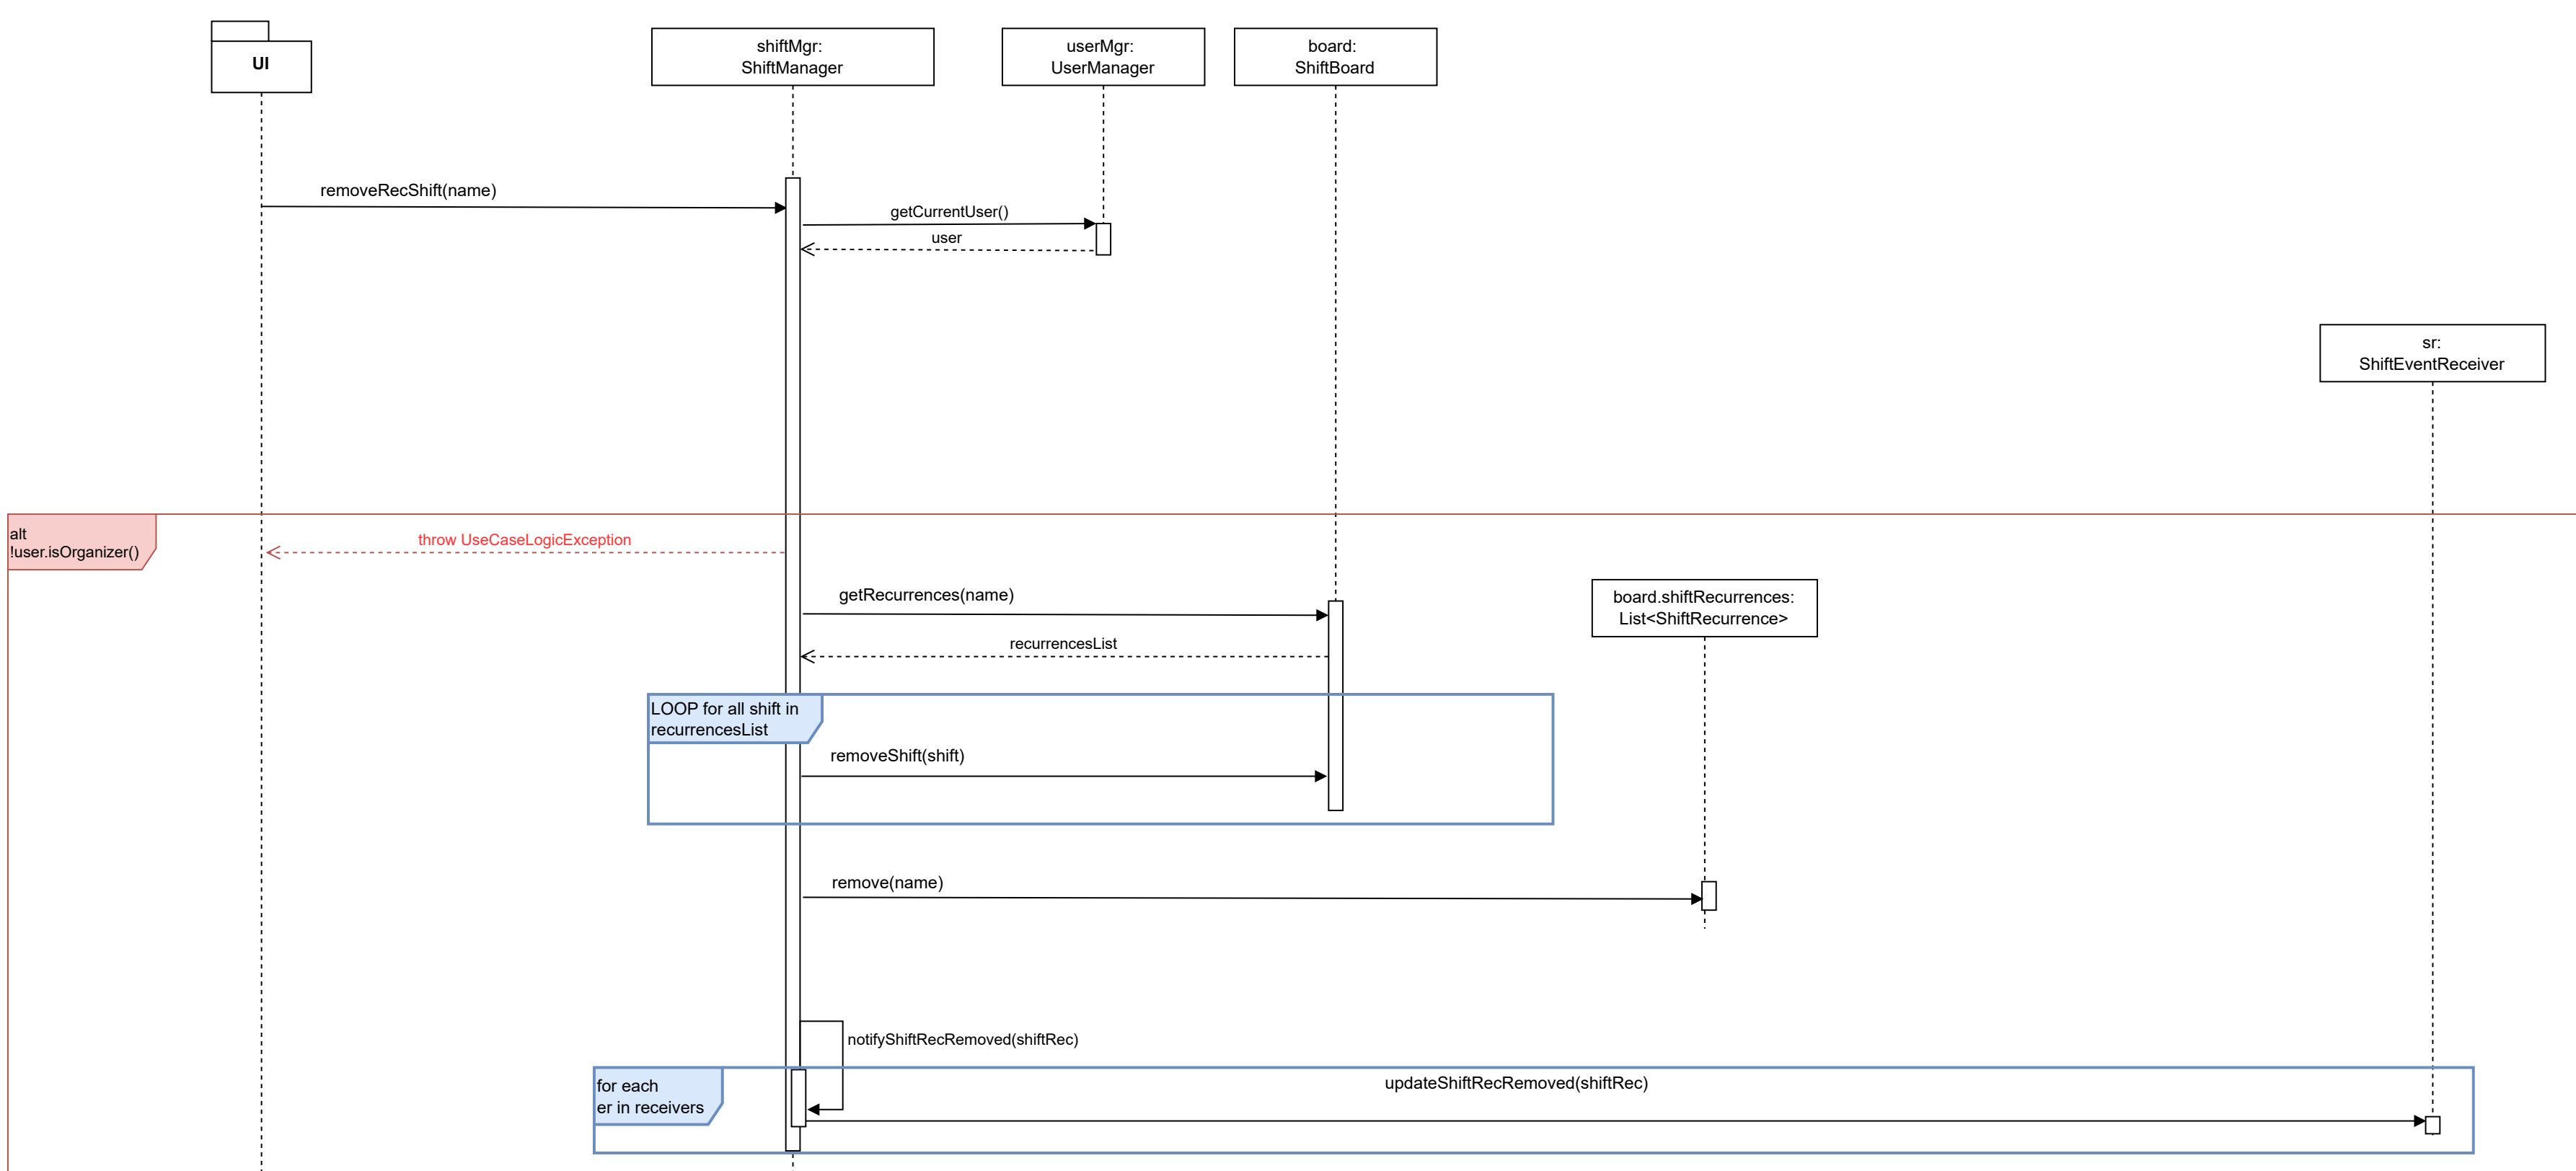 UI
shiftMgr:
ShiftManager
userMgr:
UserManager
board:
ShiftBoard
removeRecShift(name)
getCurrentUser()
user
sr:
ShiftEventReceiver
alt
!user.isOrganizer()
throw UseCaseLogicException
getRecurrences(name)
board.shiftRecurrences:
List<ShiftRecurrence>
recurrencesList
LOOP for all shift in
recurrencesList
removeShift(shift)
remove(name)
notifyShiftRecRemoved(shiftRec)
for each
er in receivers
updateShiftRecRemoved(shiftRec)